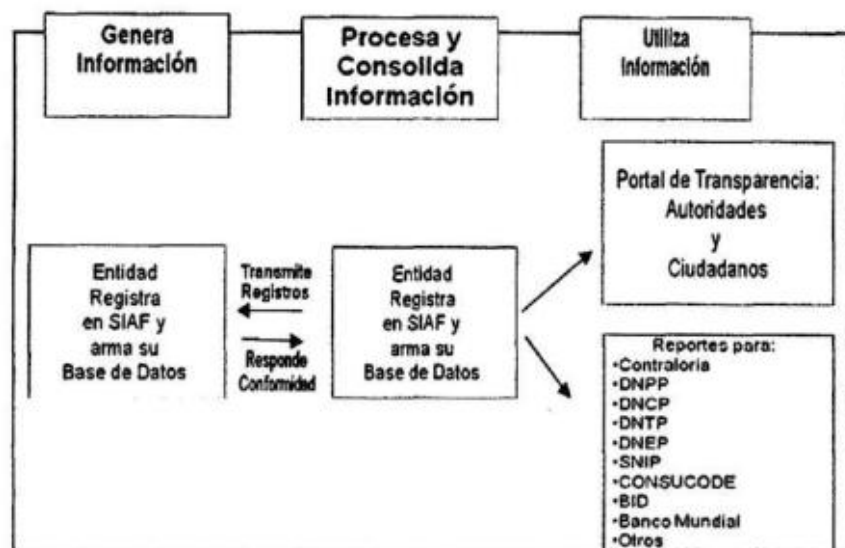 Genera
Información
Procesa y
Consolida
Información
Utiliza
Información
Portal de Transparencia:
Autoridades
y
Ciudadanos
Entidad
Registra
en SIAF y
arma su
Base de Datos
Transmite
Registros
Responde
Conformidad
Entidad
Registra
en SIAF y
arma su
Base de Datos
Reportes para:
•Contraloria
•DNPP
•DNCP
•DNTP
•DNEP
•SNIP
•CONSUCODE
•BID
•Banco Mundial
•Otros